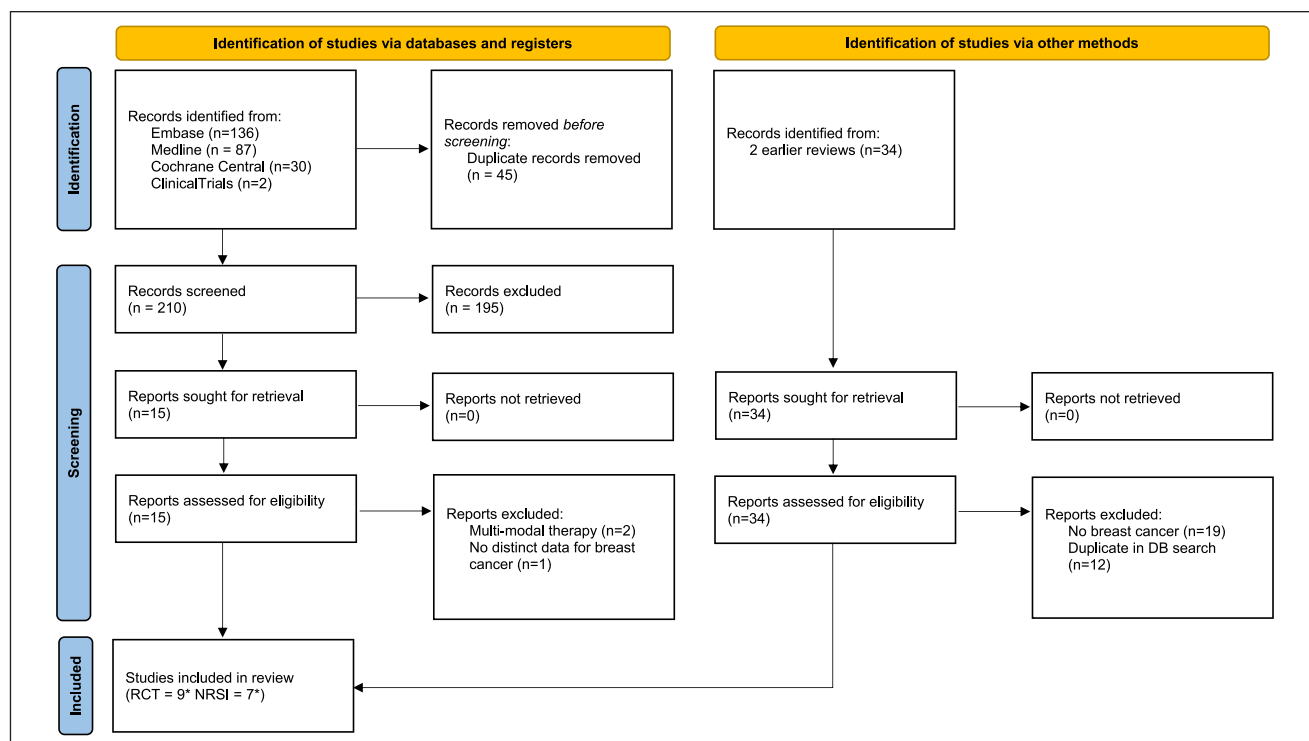 Identification of studies via databases and registers
Identification of studies via other methods
Identification
Records identified from:
Embase (n=136)
Medline (n = 87)
Cochrane Central (n=30)
ClinicalTrials (n=2)
Records removed before
screening:
Duplicate records removed
(n = 45)
Records identified from:
2 earlier reviews (n=34)
Screening
Records screened
(n = 210)
Records excluded
(n = 195)
Reports sought for retrieval
(n=15)
Reports not retrieved
(n=0)
Reports sought for retrieval
(n=34)
Reports not retrieved
(n=0)
Reports assessed for eligibility
(n=15)
Reports excluded:
Multi-modal therapy (n=2)
No distinct data for breast
cancer (n=1)
Reports assessed for eligibility
(n=34)
Reports excluded:
No breast cancer (n=19)
Duplicate in DB search
(n=12)
Included
Studies included in review
(RCT = 9* NRSI = 7*)